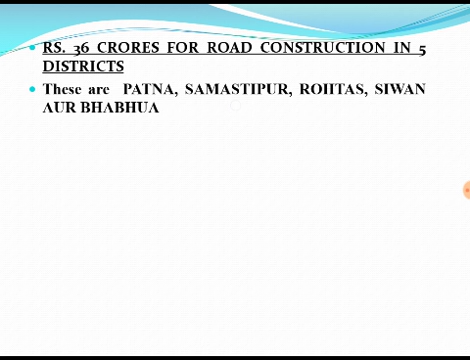 RS. 36 CRORES FOR ROAD CONSTRUCTION IN 5
DISTRICTS
These are PATNA, SAMASTIPUR, ROHTAS, SIWAN
AUR BHABHUA